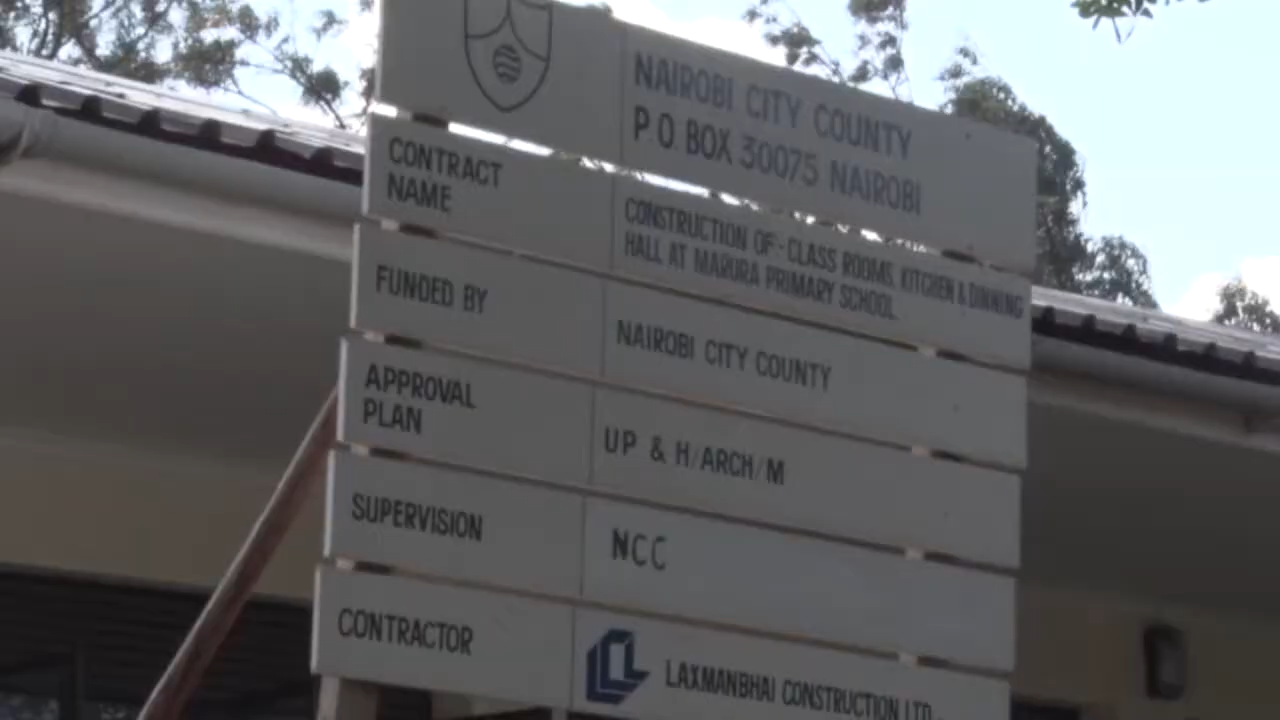 NAIROBI CITY COUNTY
P.O. BOX 30075 NAIROBI
CONTRACT
NAME
CONSTRUCTION OF:- CLASS ROOMS, KITCHEN & DINNING
HALL AT MARURA PRIMARY SCHOOL
FUNDED BY
NAIROBI CITY COUNTY
APPROVAL
PLAN
UP & H/ARCH/M
SUPERVISION
NCC
CONTRACTOR
LAXMANBHAI CONSTRUCTION LTD